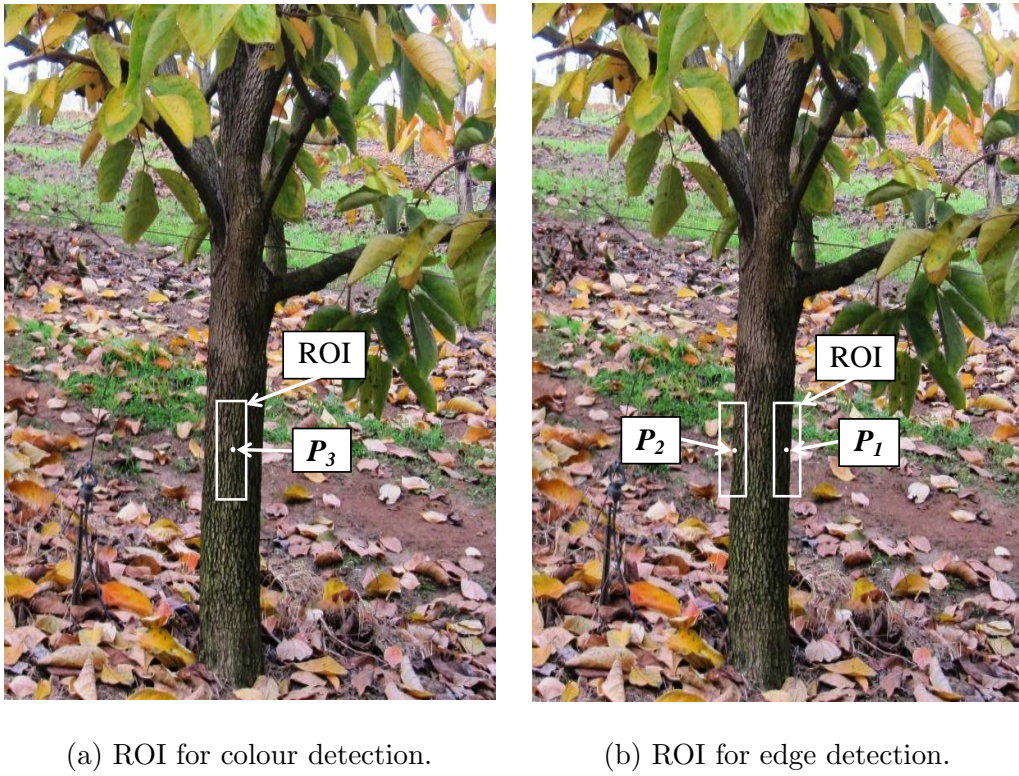 ROI
P3
(a) ROI for colour detection.
ROI
P2
P1
(b) ROI for edge detection.